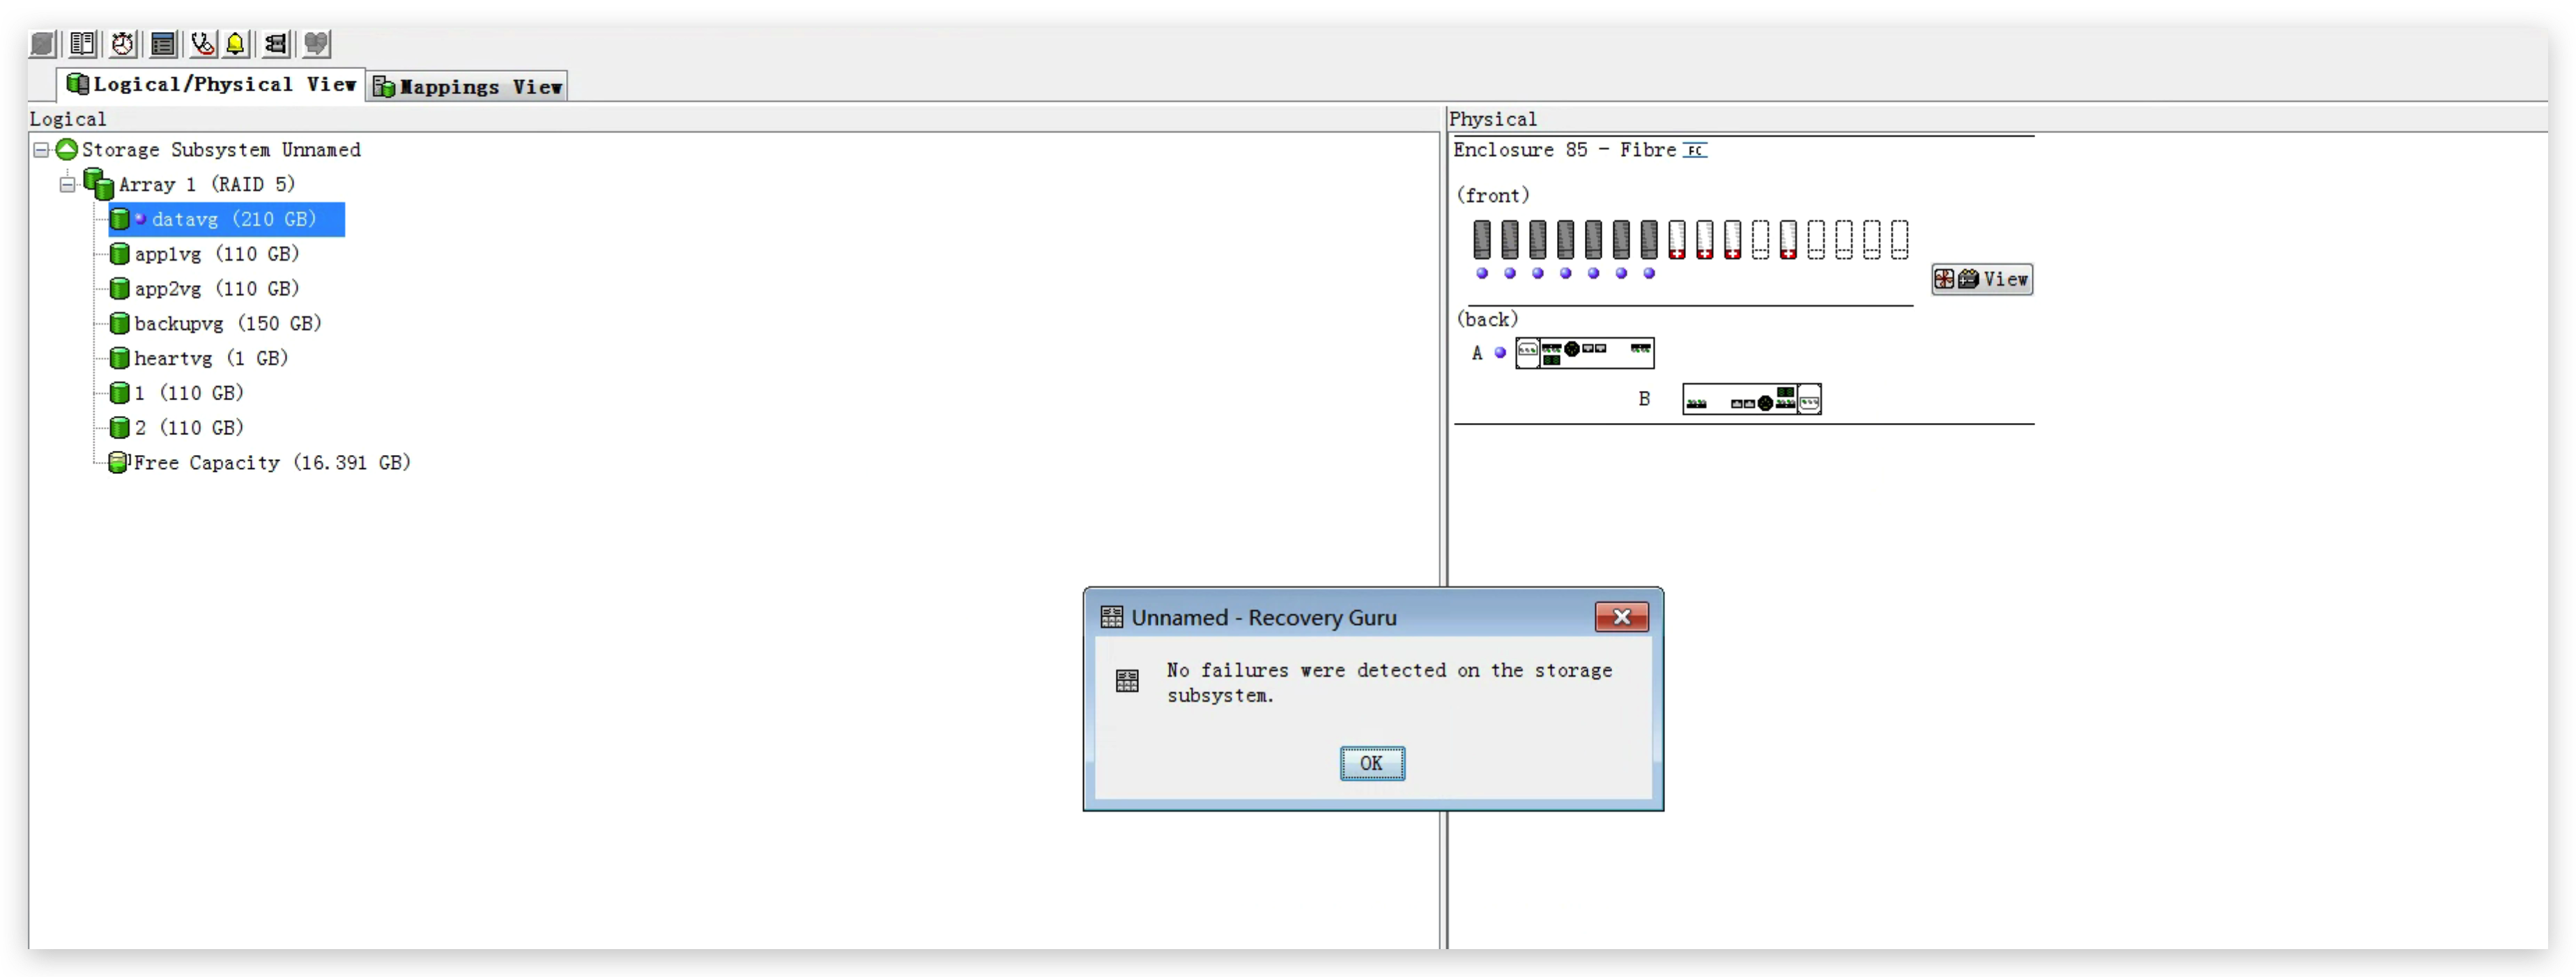 Logical/Physical View
Mappings View
Logical
Storage Subsystem Unnamed
Array 1 (RAID 5)
datavg (210 GB)
app1vg (110 GB)
app2vg (110 GB)
backupvg (150 GB)
heartvg (1 GB)
1 (110 GB)
2 (110 GB)
Free Capacity (16.391 GB)
Physical
Enclosure 85 - Fibre FC
(front)
View
(back)
A
B
Unnamed - Recovery Guru
No failures were detected on the storage
subsystem.
OK